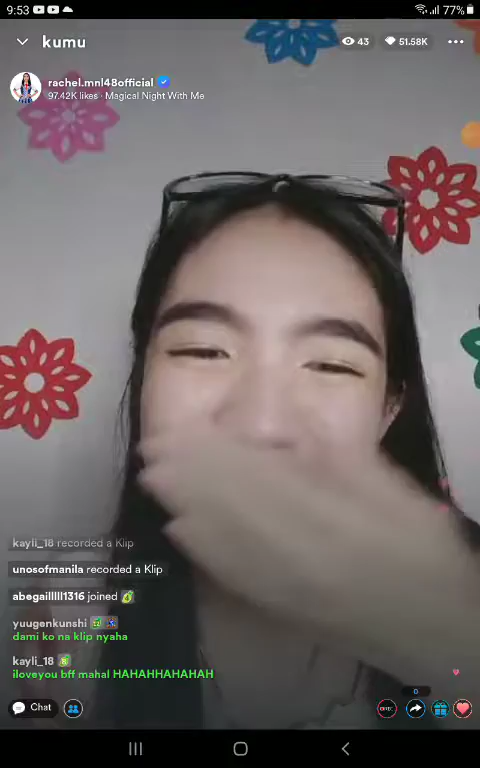 9:53
77%
kumu
43
51.58K
rachel.mnl48official
97.42K likes · Magical Night With Me
kayli_18 recorded a Klip
unosofmanila recorded a Klip
abegailllll1316 joined
yuugenkunshi
dami ko na klip nyaha
kayli_18
iloveyou bff mahal HAHAHHAHAHAH
0
Chat